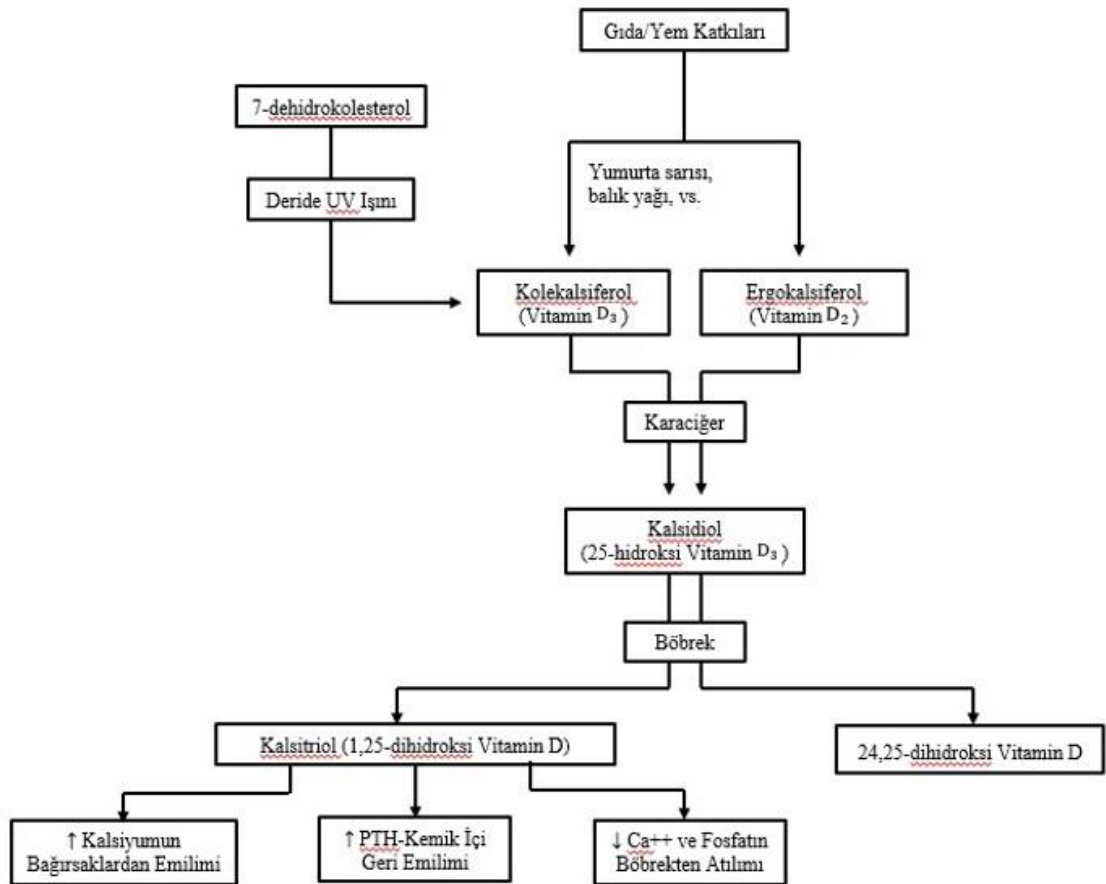 Gıda/Yem Katkıları
7-dehidrokolesterol
Deride UV Işını
Yumurta sarısı,
balık yağı, vs.
Kolekalsiferol
(Vitamin D₃)
Ergokalsiferol
(Vitamin D₂)
Karaciğer
Kalsidiol
(25-hidroksi Vitamin D₃)
Böbrek
Kalsitriol (1,25-dihidroksi Vitamin D)
24,25-dihidroksi Vitamin D
↑ Kalsiyumun
Bağırsaklardan Emilimi
↑ PTH-Kemik İçi
Geri Emilimi
↓ Ca++ ve Fosfatın
Böbrekten Atılımı